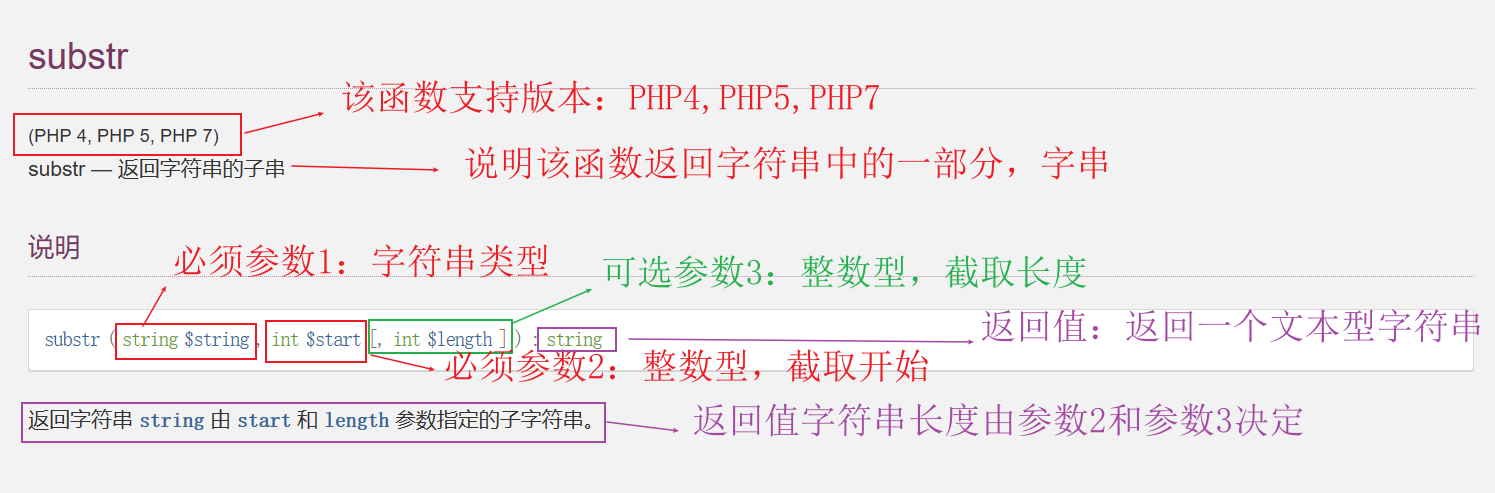 substr
该函数支持版本：PHP4,PHP5,PHP7
(PHP 4, PHP 5, PHP 7)
substr — 返回字符串的子串
说明该函数返回字符串中的一部分，字串
说明
必须参数1：字符串类型
可选参数3：整数型，截取长度
substr ( string $string , int $start [, int $length ] ) : string
返回值：返回一个文本型字符串
必须参数2：整数型，截取开始
返回字符串 string 由 start 和 length 参数指定的子字符串。
返回值字符串长度由参数2和参数3决定